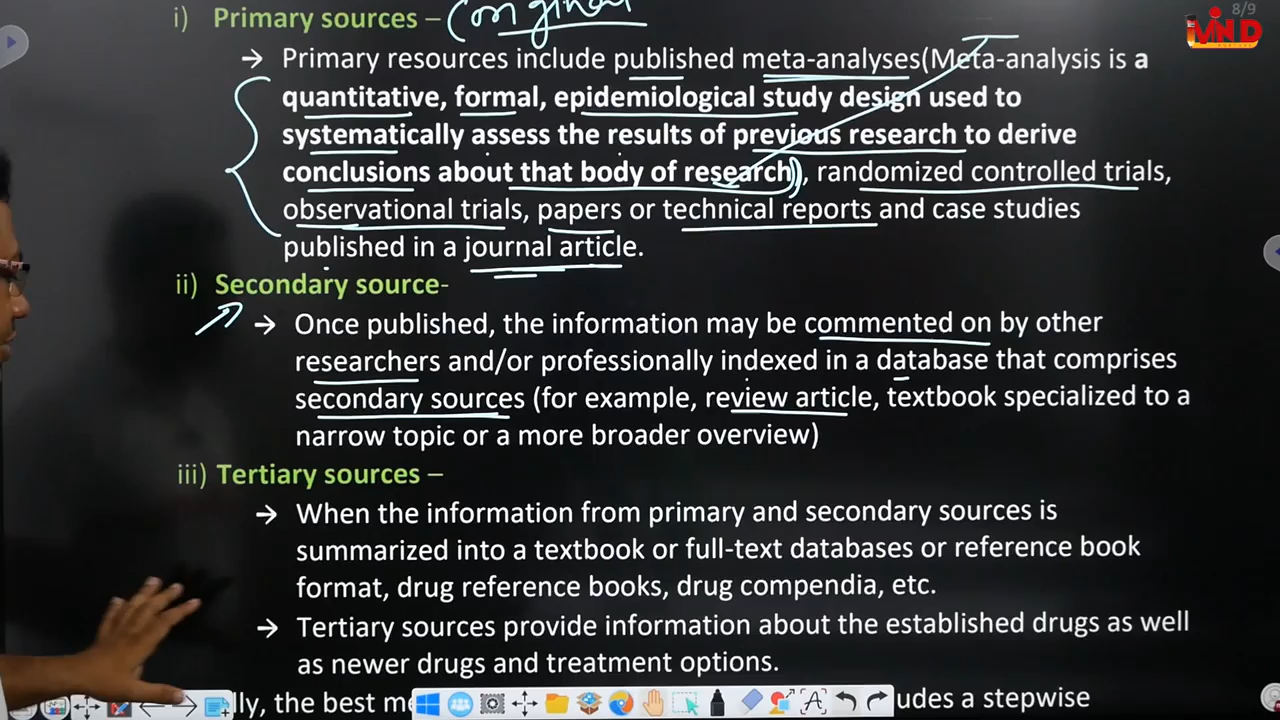 8/9
MIND
i) Primary sources – (original
→ Primary resources include published meta-analyses(Meta-analysis is a
quantitative, formal, epidemiological study design used to
systematically assess the results of previous research to derive
conclusions about that body of research), randomized controlled trials,
observational trials, papers or technical reports and case studies
published in a journal article.
ii) Secondary source-
→ Once published, the information may be commented on by other
researchers and/or professionally indexed in a database that comprises
secondary sources (for example, review article, textbook specialized to a
narrow topic or a more broader overview)
iii) Tertiary sources –
→ When the information from primary and secondary sources is
summarized into a textbook or full-text databases or reference book
format, drug reference books, drug compendia, etc.
→ Tertiary sources provide information about the established drugs as well
as newer drugs and treatment options.
lly, the best me udes a stepwise